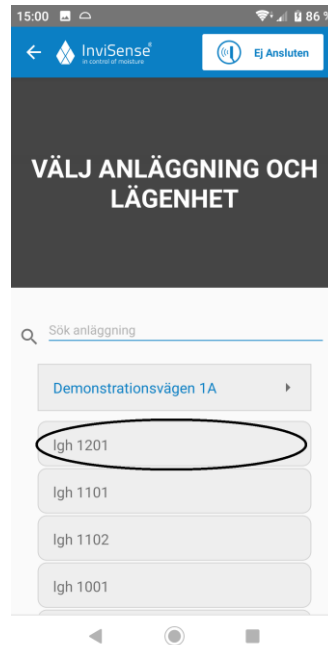 15:00 86 %
InviSense®
in control of moisture
Ej Ansluten
VÄLJ ANLÄGGNING OCH
LÄGENHET
Sök anläggning
Demonstrationsvägen 1A
lgh 1201
lgh 1101
lgh 1102
lgh 1001